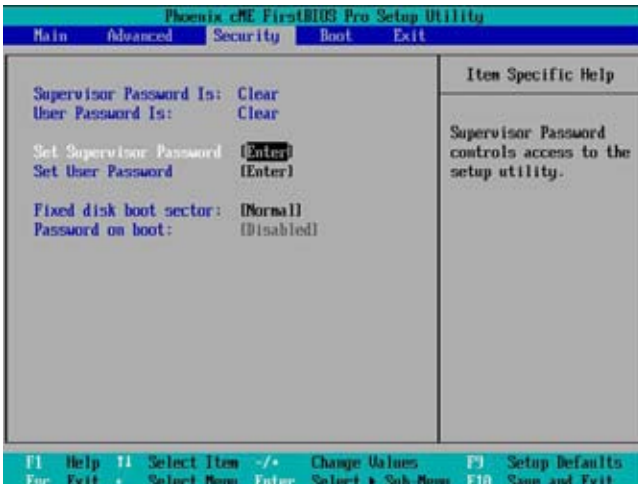 Phoenix cME FirstBIOS Pro Setup Utility
Main Advanced Security Boot Exit
Item Specific Help
Supervisor Password Is: Clear
User Password Is: Clear
Supervisor Password
controls access to the
setup utility.
Set Supervisor Password [Enter]
Set User Password [Enter]
Fixed disk boot sector: [Normal]
Password on boot: [Disabled]
F1 Help ↑↓ Select Item -/+ Change Values F9 Setup Defaults
Esc Exit Select Menu Enter Select ▶ Sub-Menu F10 Save and Exit